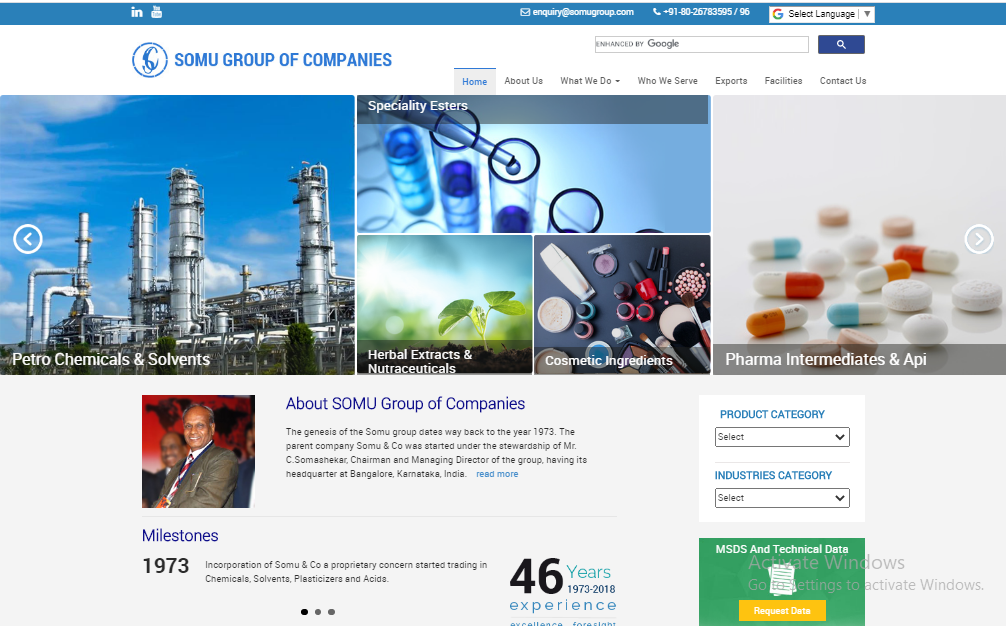 enquiry@somugroup.com
+91-80-26783595 / 96
Select Language
ENHANCED BY Google
SOMU GROUP OF COMPANIES
Home
About Us
What We Do
Who We Serve
Exports
Facilities
Contact Us
Speciality Esters
Petro Chemicals & Solvents
Herbal Extracts &
Nutraceuticals
Cosmetic Ingredients
Pharma Intermediates & Api
About SOMU Group of Companies
The genesis of the Somu group dates way back to the year 1973. The
parent company Somu & Co was started under the stewardship of Mr.
C.Somashekar, Chairman and Managing Director of the group, having its
headquarter at Bangalore, Karnataka, India. read more
PRODUCT CATEGORY
Select
INDUSTRIES CATEGORY
Select
Milestones
1973
Incorporation of Somu & Co a proprietary concern started trading in
Chemicals, Solvents, Plasticizers and Acids.
46 Years
1973-2018
experience
excellence foresight
MSDS And Technical Data
Request Data
Activate Windows
Go to Settings to activate Windows.